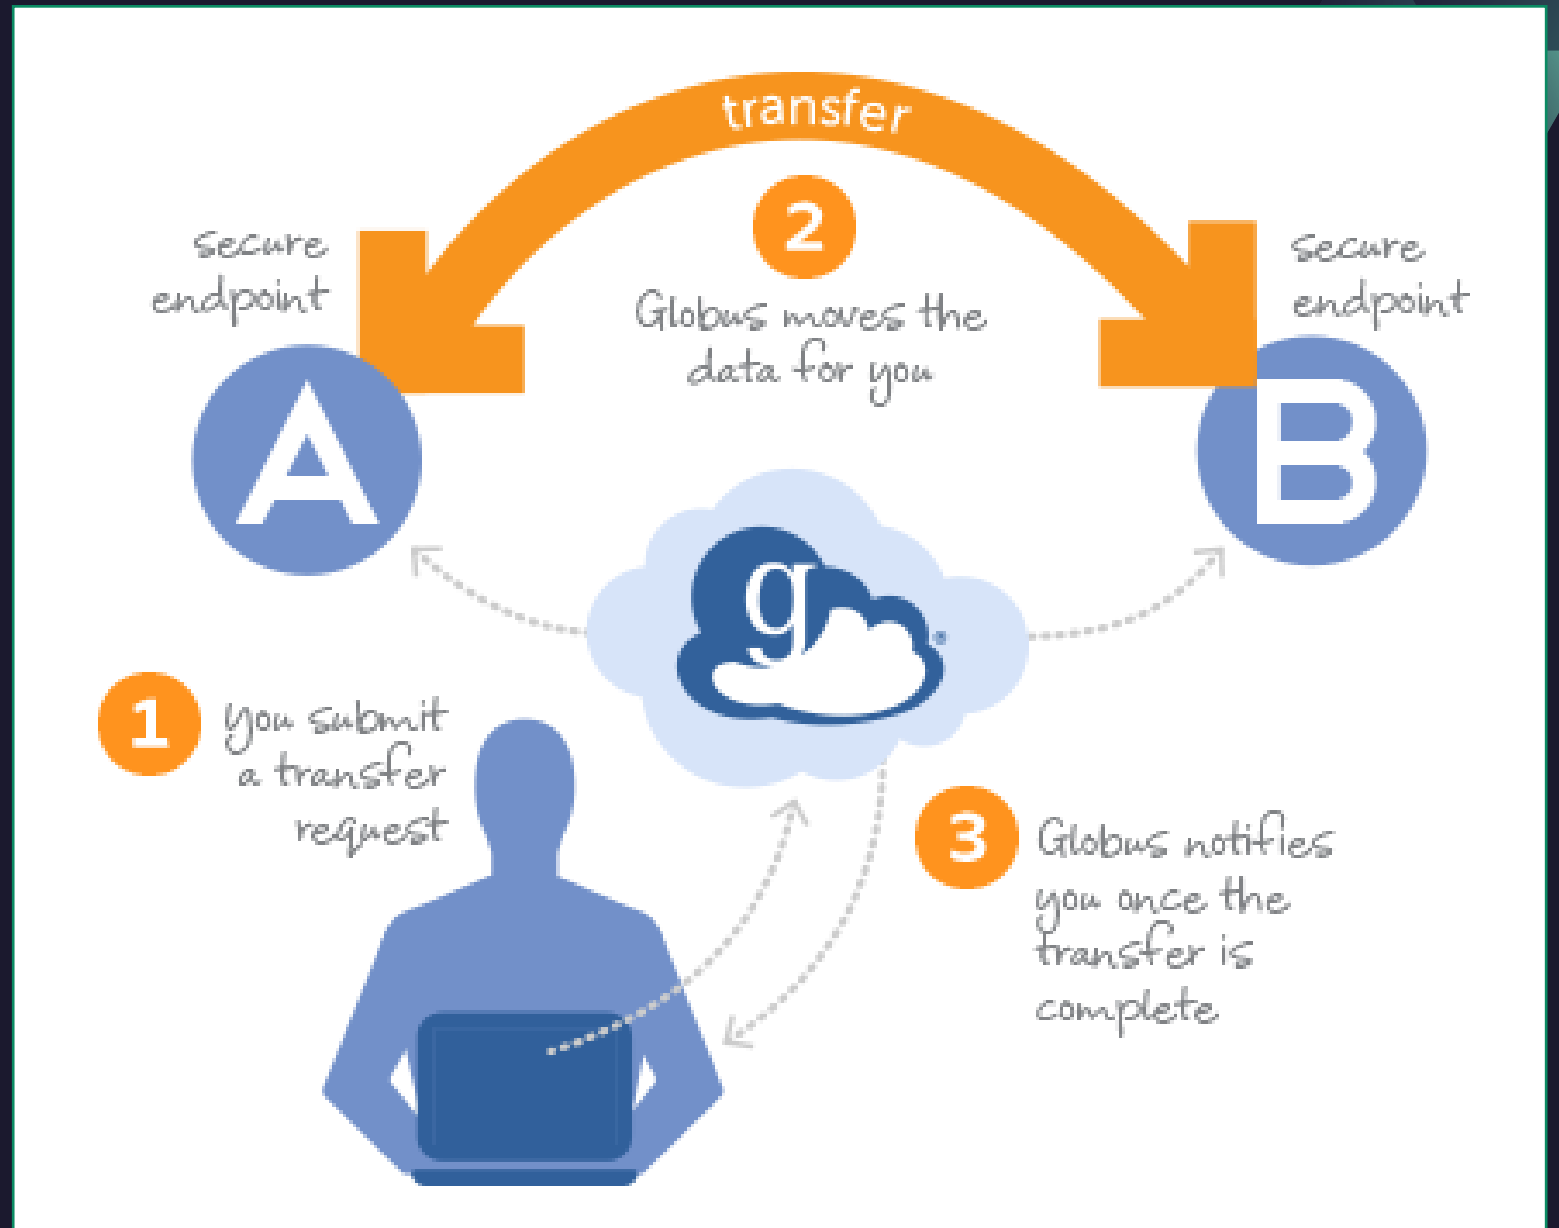 transfer
secure
endpoint
2
secure
endpoint
Globus moves the
data for you
A
B
g
®
1
you submit
a transfer
request
3
Globus notifies
you once the
transfer is
complete